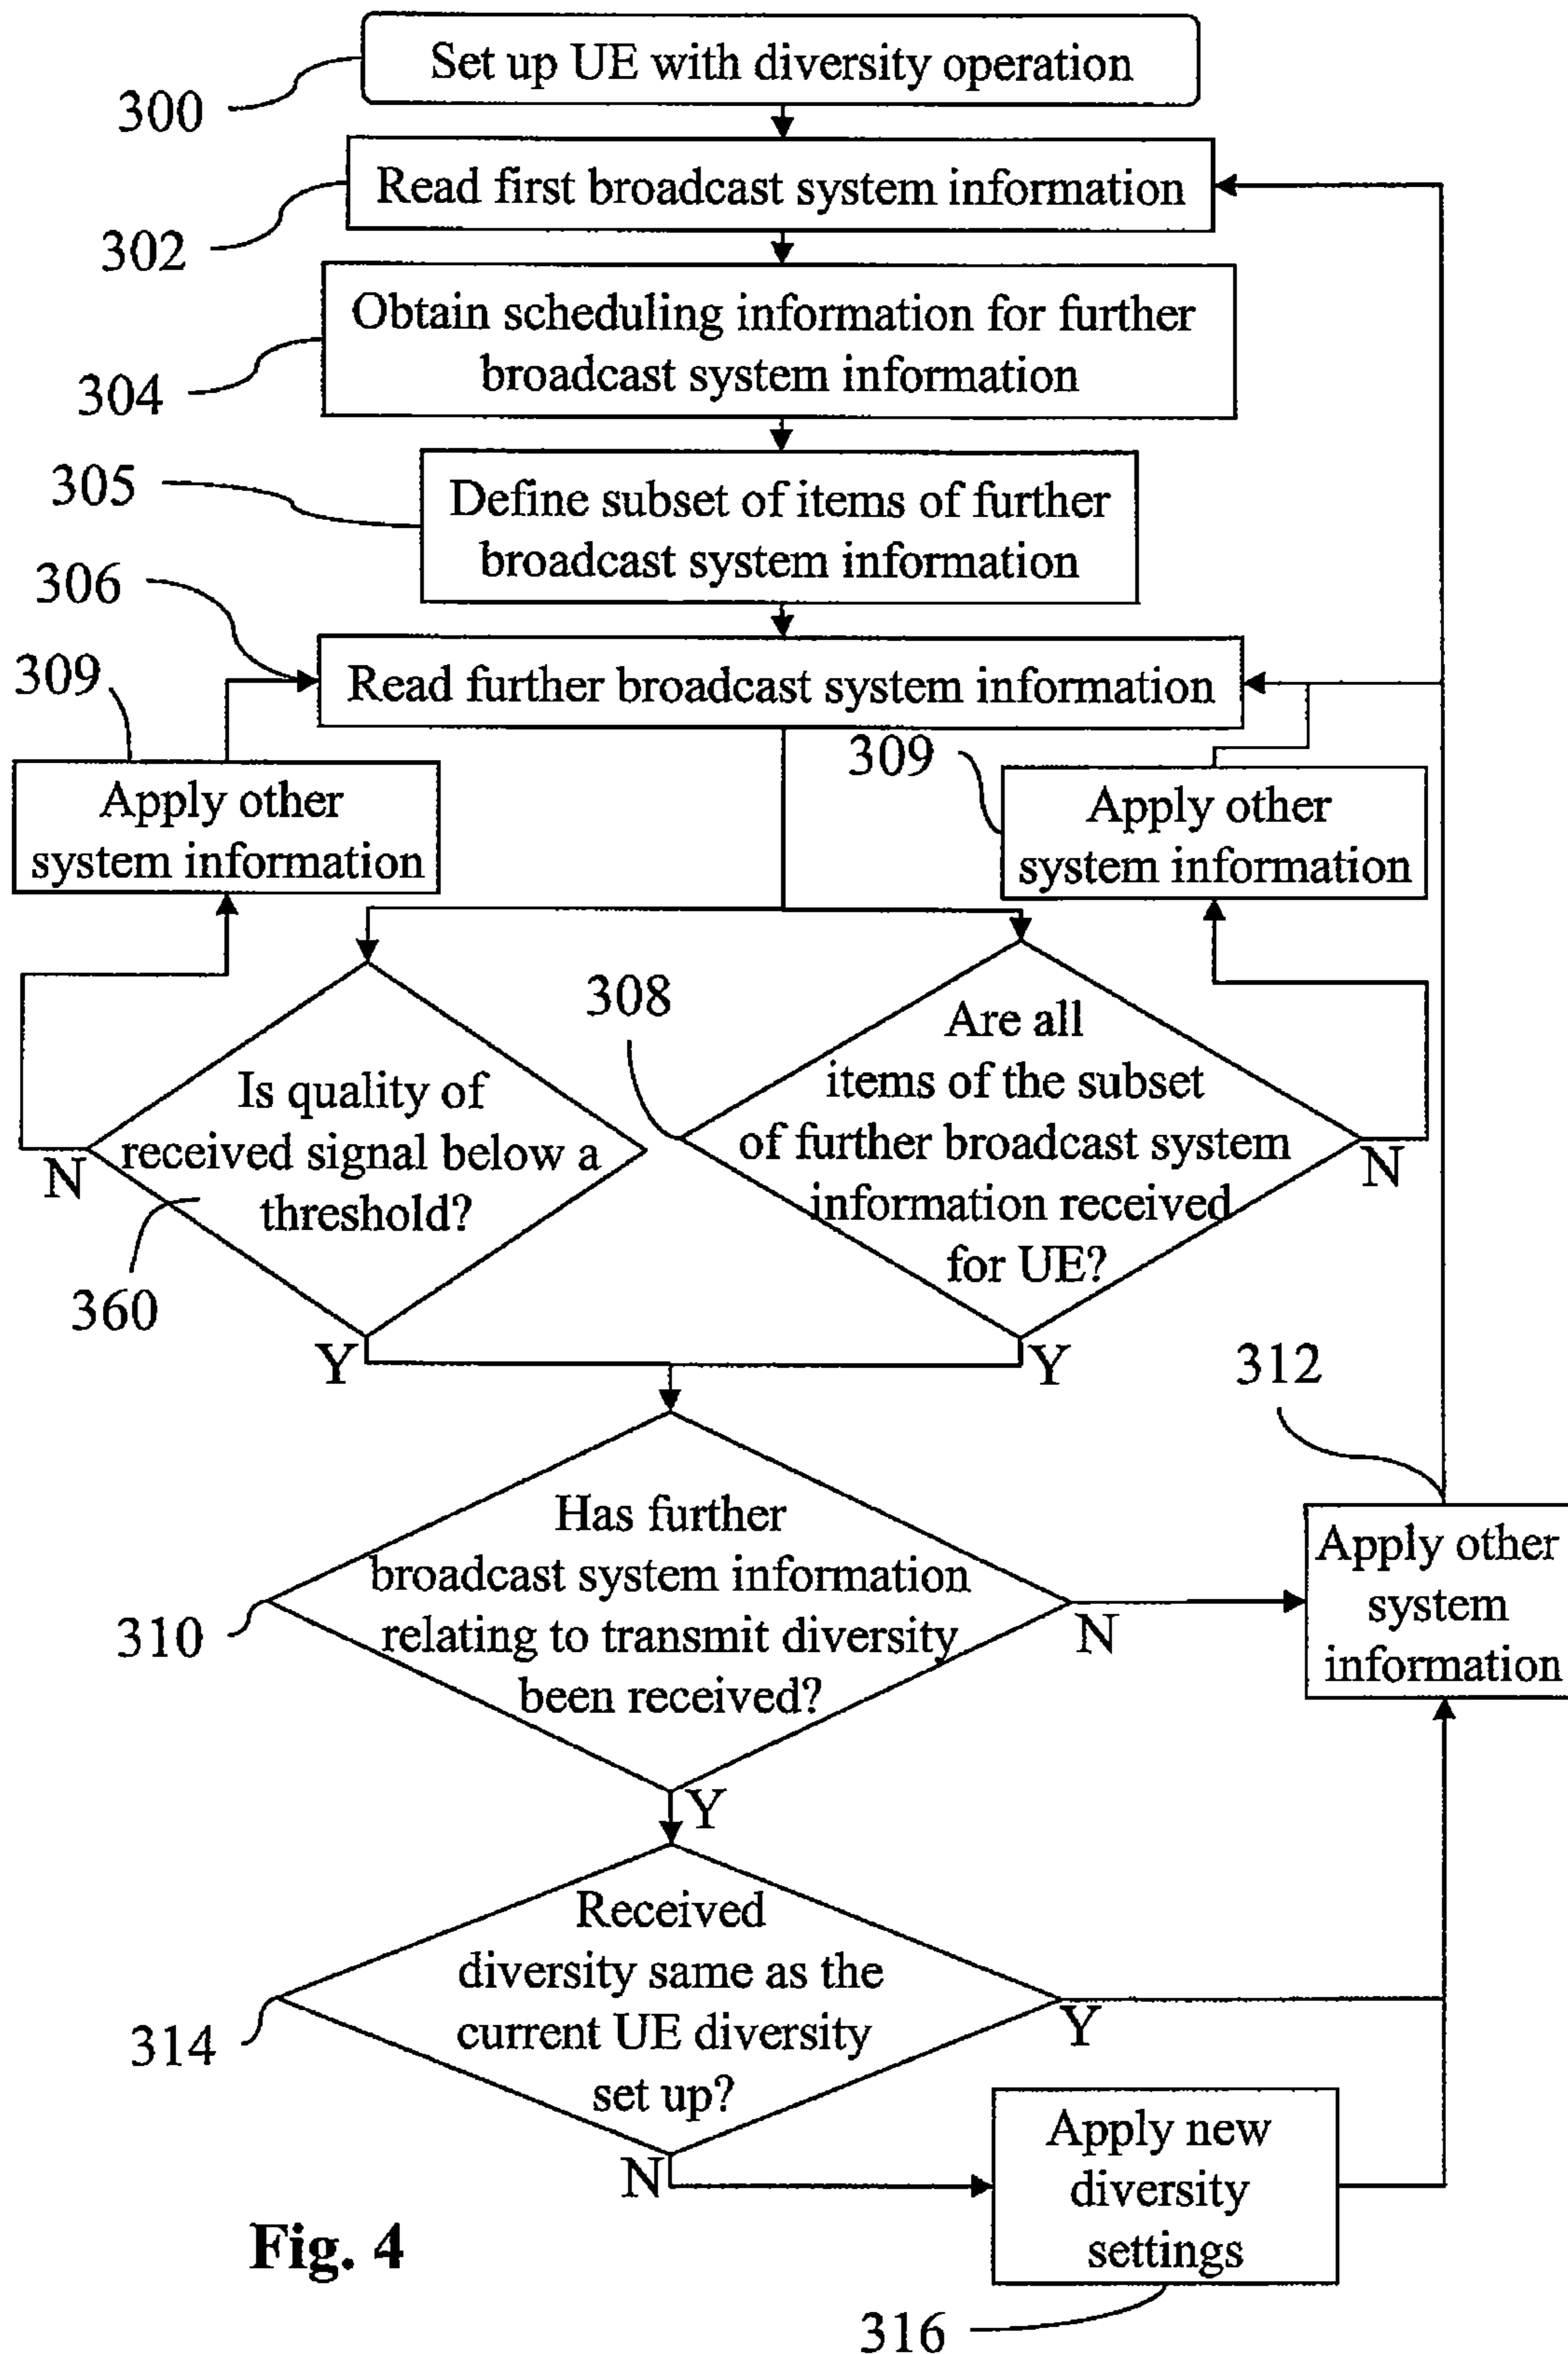 Set up UE with diversity operation
300
Read first broadcast system information
302
Obtain scheduling information for further
broadcast system information
304
305
Define subset of items of further
broadcast system information
306
309
Read further broadcast system information
309
Apply other
system information
Apply other
system information
308
Are all
items of the subset
of further broadcast system
information received
for UE?
N
Is quality of
received signal below a
threshold?
N
360
Y
Y
312
Has further
broadcast system information
relating to transmit diversity
been received?
310
N
Apply other
system
information
Y
Received
diversity same as the
current UE diversity
set up?
314
Y
N
Apply new
diversity
settings
Fig. 4
316